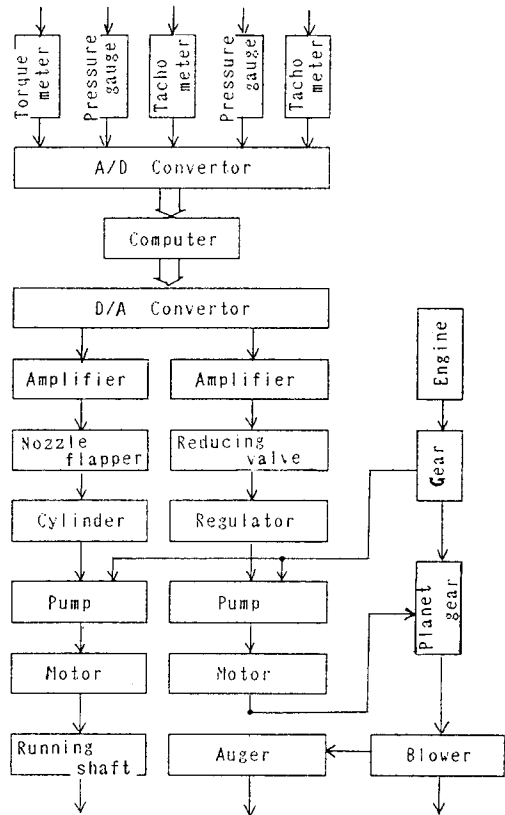 Torque
meter
Pressure
gauge
Tacho
meter
Pressure
gauge
Tacho
meter
A/D Convertor
Computer
D/A Convertor
Engine
Amplifier
Amplifier
Nozzle
flapper
Reducing
valve
Gear
Cylinder
Regulator
Pump
Pump
Planet
gear
Motor
Motor
Running
shaft
Auger
Blower